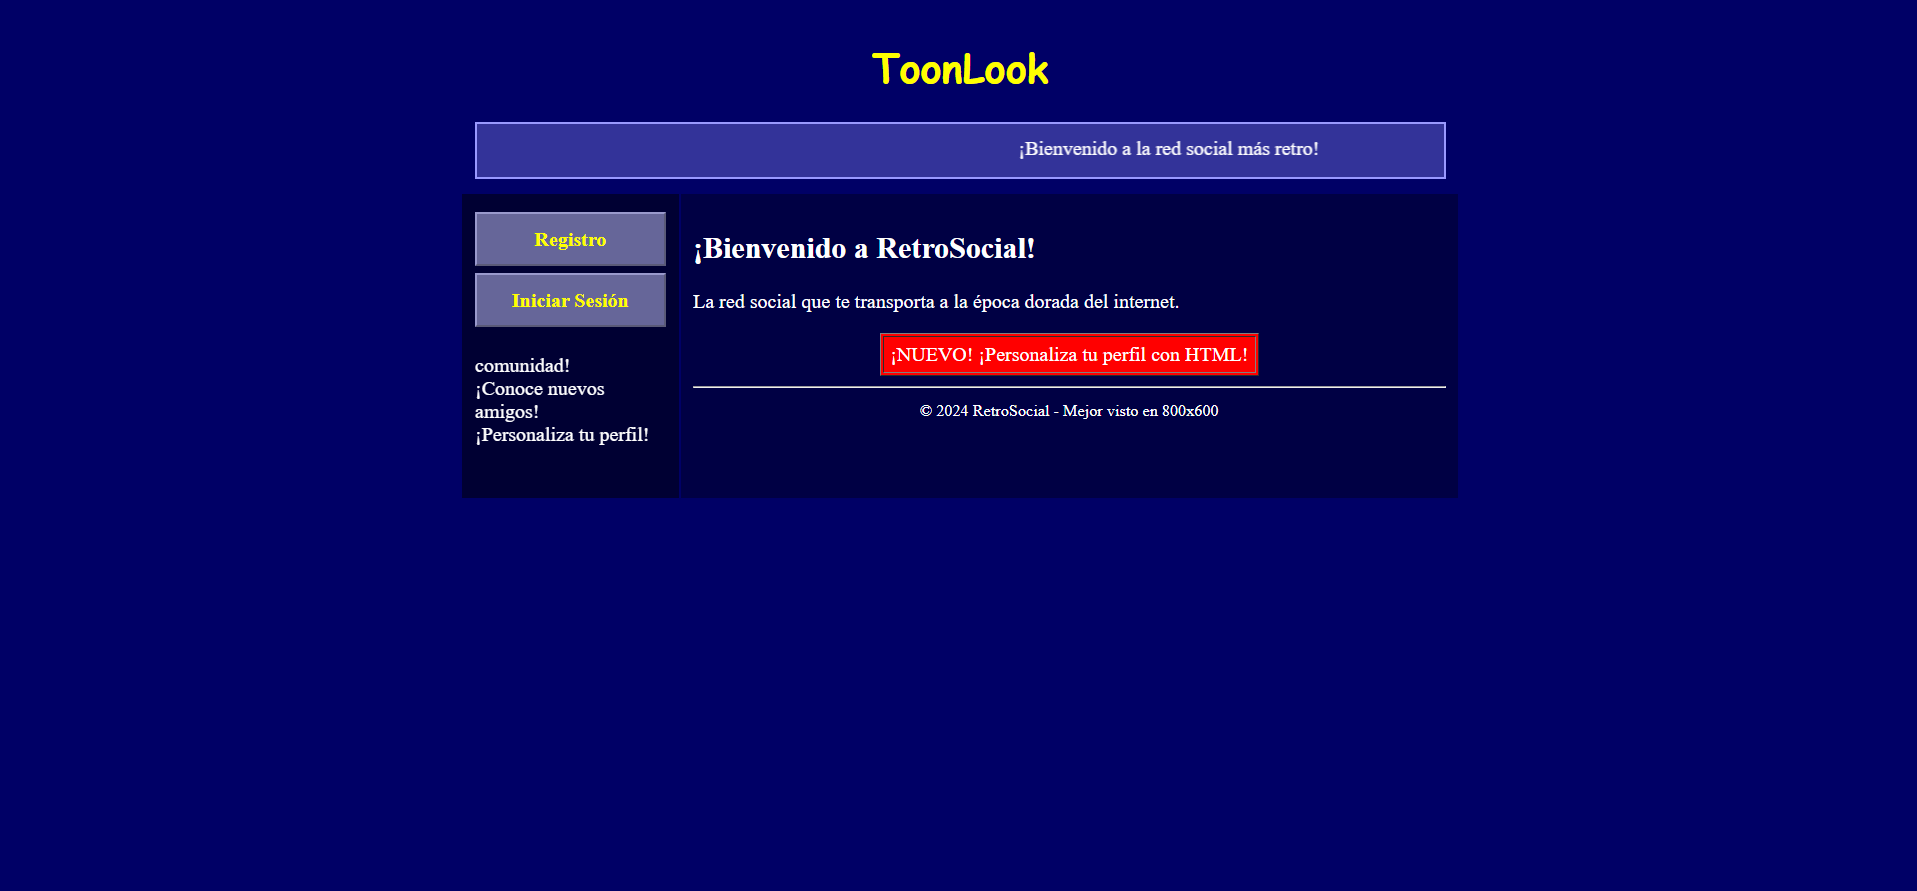 ToonLook
¡Bienvenido a la red social más retro!
Registro
Iniciar Sesión
comunidad!
¡Conoce nuevos
amigos!
¡Personaliza tu perfil!
¡Bienvenido a RetroSocial!
La red social que te transporta a la época dorada del internet.
¡NUEVO! ¡Personaliza tu perfil con HTML!
© 2024 RetroSocial - Mejor visto en 800x600